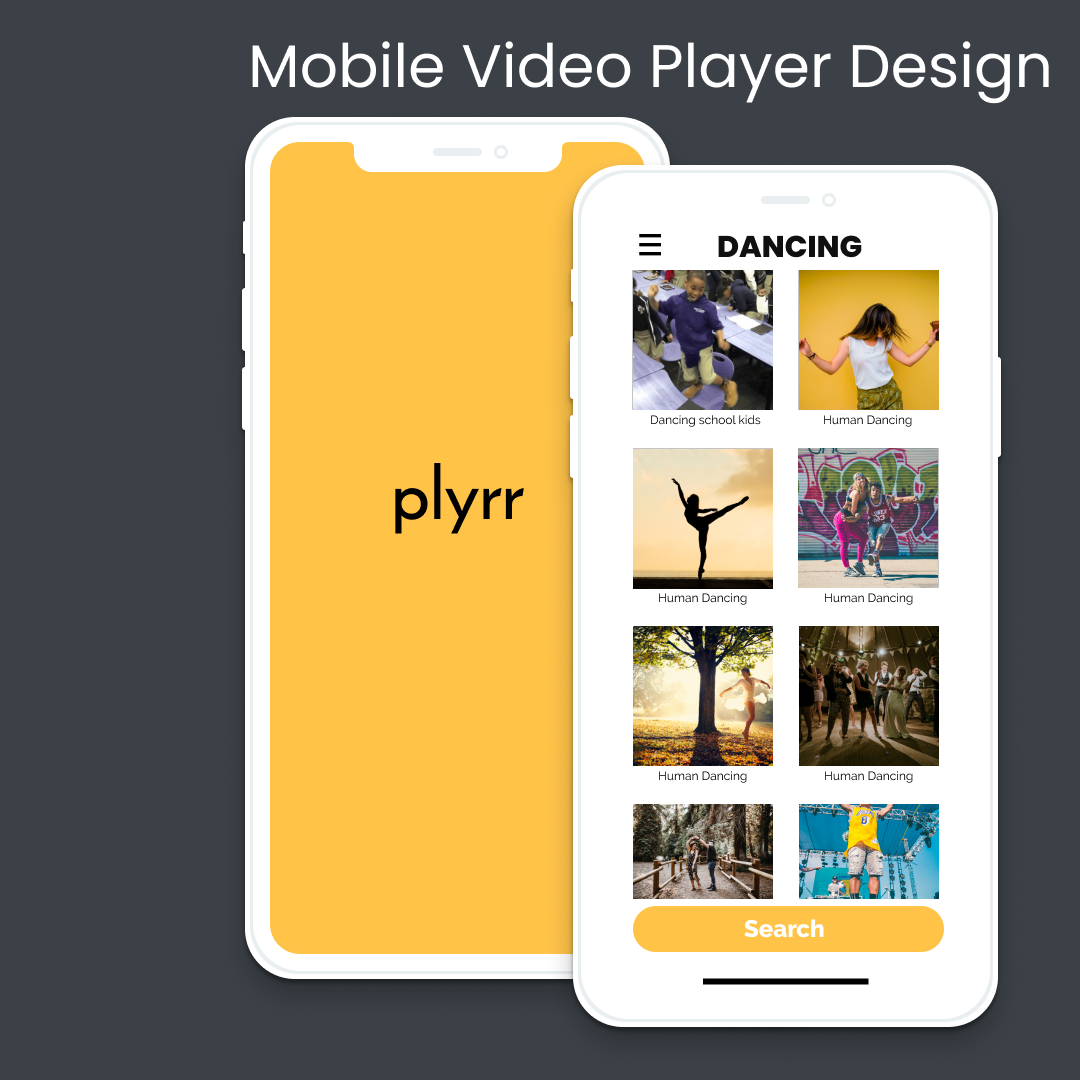 Mobile Video Player Design
plyrr
DANCING
Dancing school kids
Human Dancing
Human Dancing
Human Dancing
Human Dancing
Human Dancing
Search